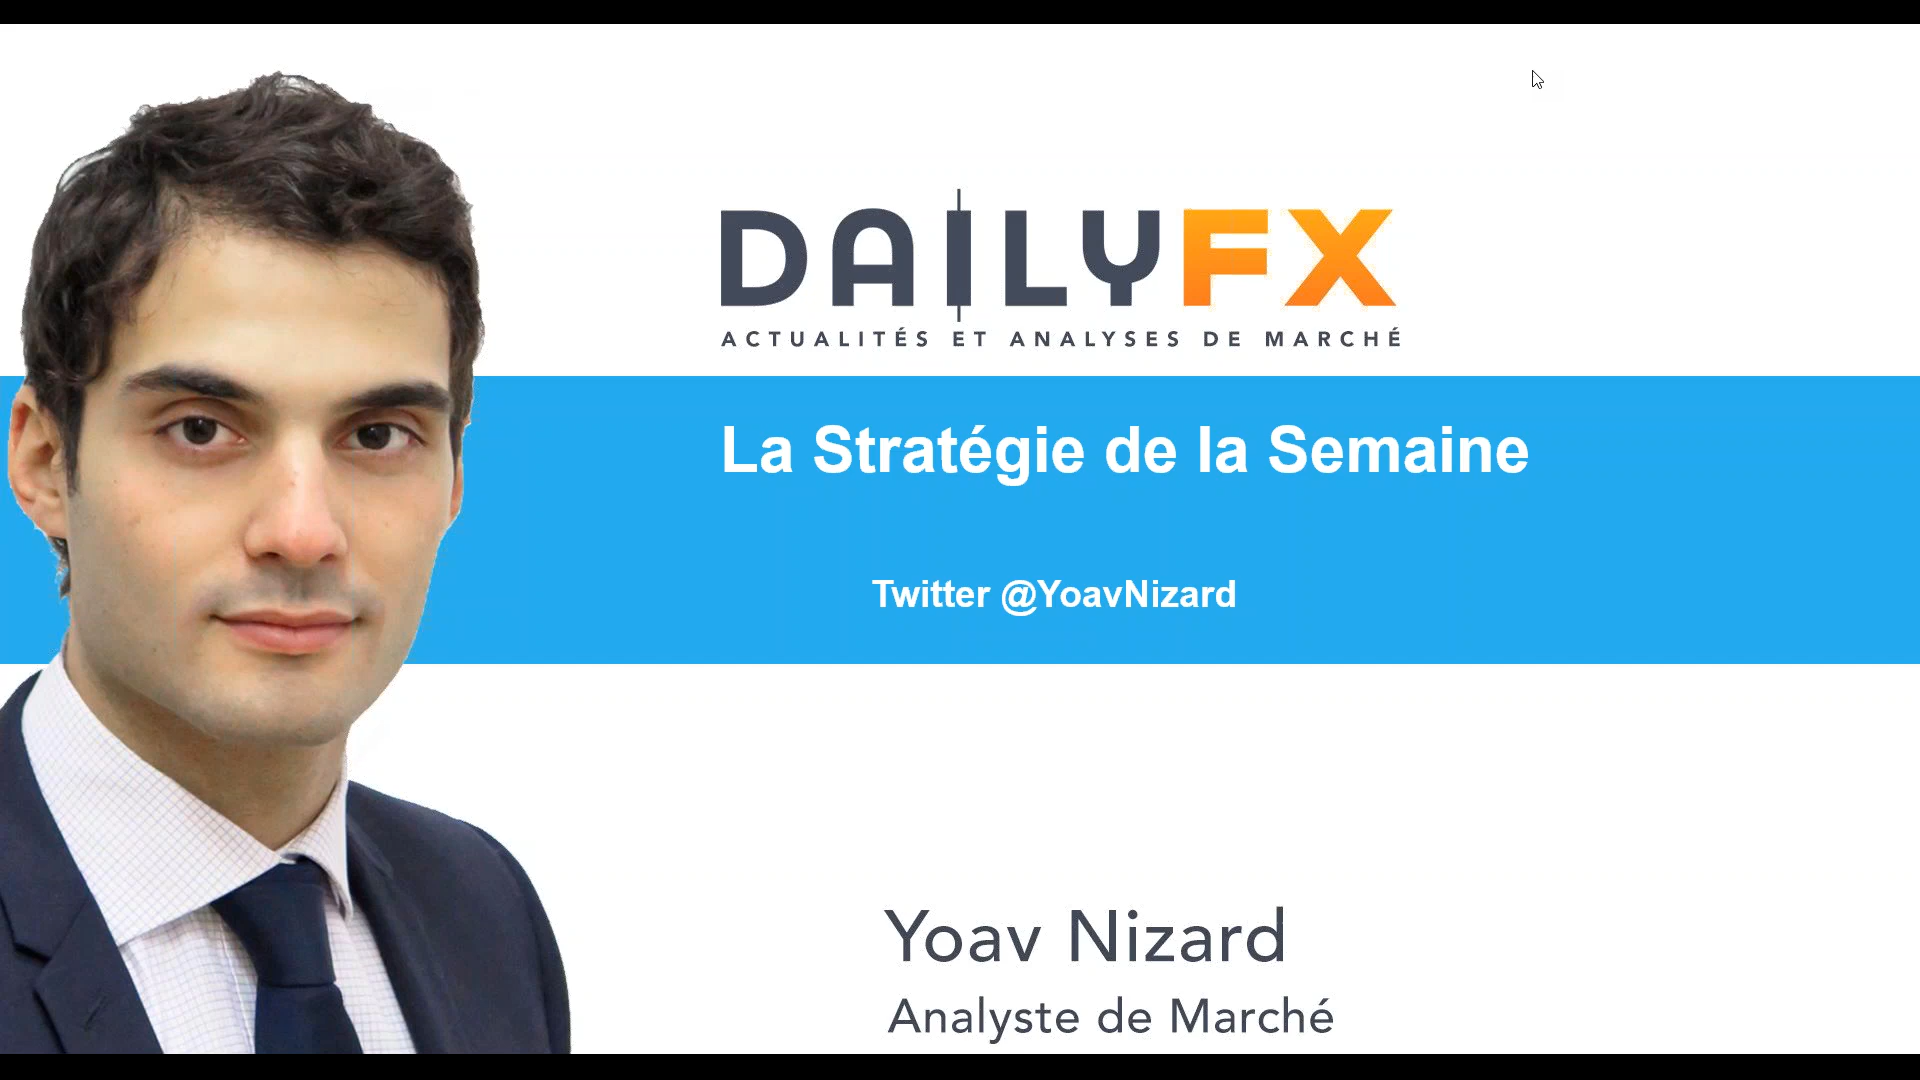 DAILYFX
ACTUALITÉS ET ANALYSES DE MARCHÉ
La Stratégie de la Semaine
Twitter @YoavNizard
Yoav Nizard
Analyste de Marché